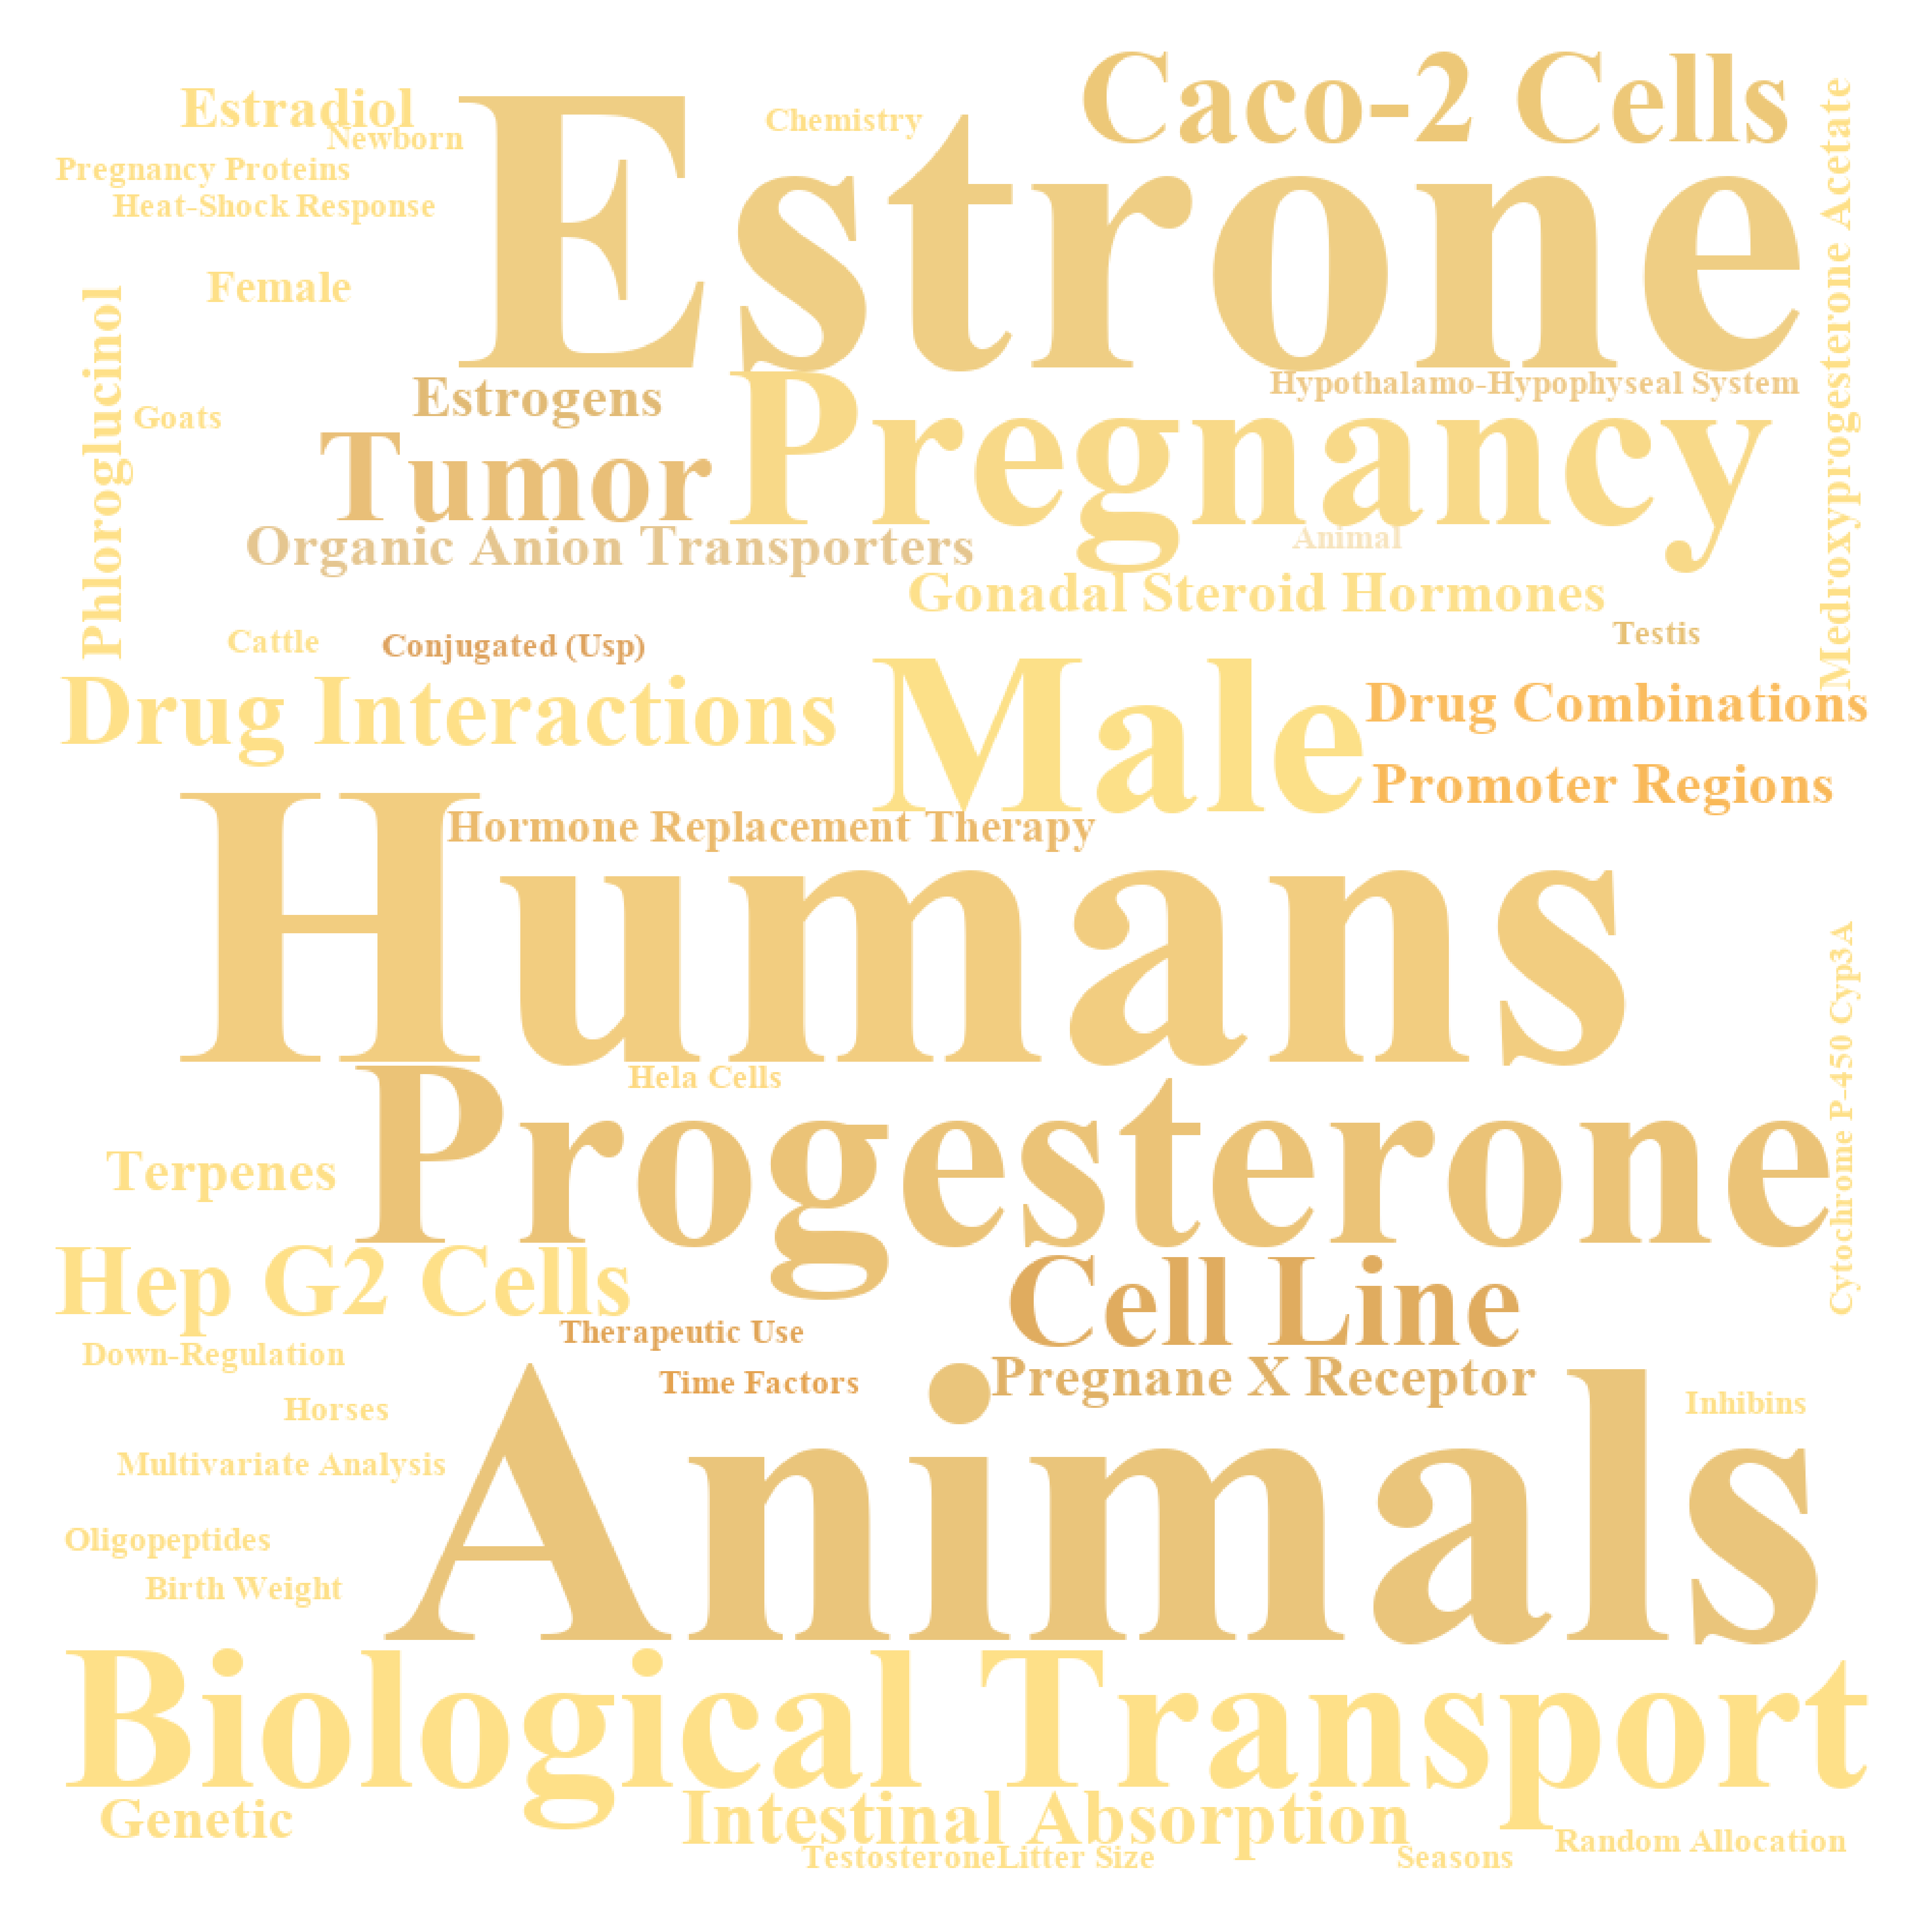 Caco-2 Cells
Estradiol
Estrone
Chemistry
Newborn
Pregnancy Proteins
Heat-Shock Response
Medroxyprogesterone Acetate
Female
Phloroglucinol
Hypothalamo-Hypophyseal System
Estrogens
Pregnancy
Goats
Tumor
Organic Anion Transporters
Animal
Gonadal Steroid Hormones
Testis
Cattle
Conjugated (Usp)
Drug Interactions
Male
Drug Combinations
Promoter Regions
Hormone Replacement Therapy
Humans
Cytochrome P-450 Cyp3A
Hela Cells
Progesterone
Terpenes
Hep G2 Cells
Cell Line
Therapeutic Use
Down-Regulation
Time Factors
Pregnane X Receptor
Horses
Inhibins
Animals
Multivariate Analysis
Oligopeptides
Birth Weight
Biological Transport
Genetic
Intestinal Absorption
Random Allocation
Testosterone
Litter Size
Seasons